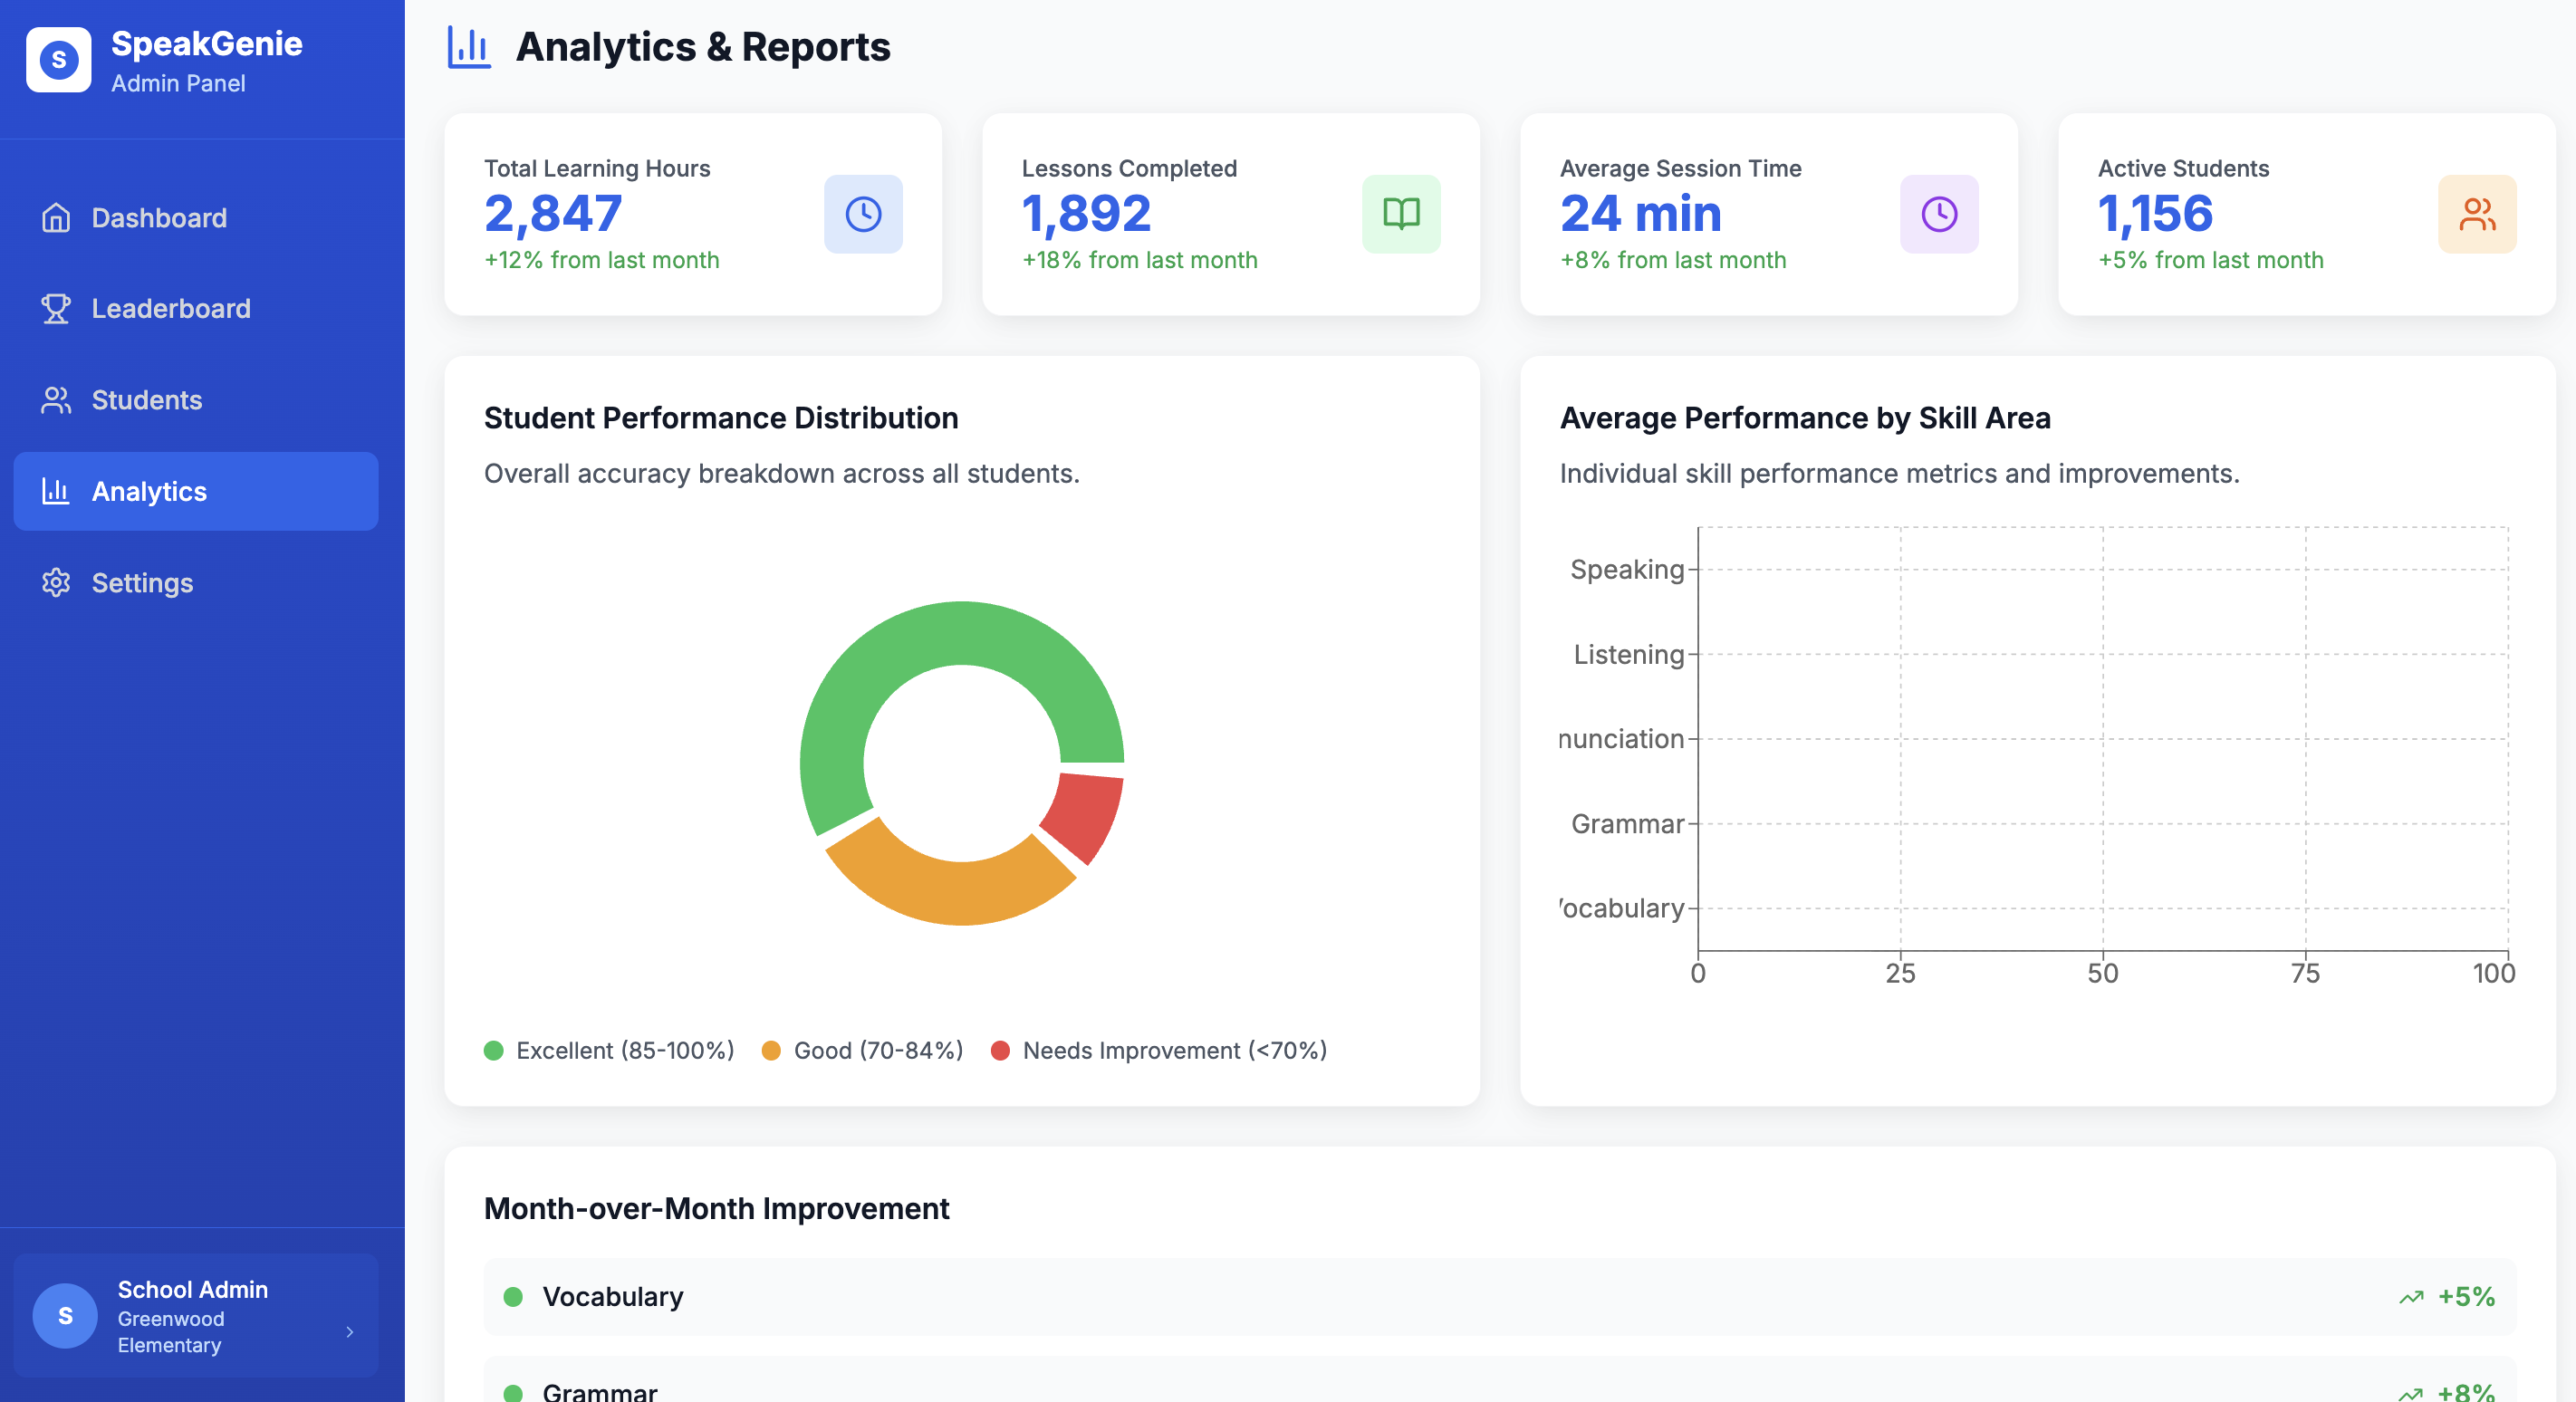 S
SpeakGenie
Admin Panel
Dashboard
Leaderboard
Students
Analytics
Settings
S
School Admin
Greenwood
Elementary
Analytics & Reports
Total Learning Hours
2,847
+12% from last month
Lessons Completed
1,892
+18% from last month
Average Session Time
24 min
+8% from last month
Active Students
1,156
+5% from last month
Student Performance Distribution
Overall accuracy breakdown across all students.
Excellent (85-100%)
Good (70-84%)
Needs Improvement (<70%)
Average Performance by Skill Area
Individual skill performance metrics and improvements.
Speaking
Listening
nunciation
Grammar
ocabulary
0 25 50 75 100
Month-over-Month Improvement
Vocabulary +5%
Grammar +8%